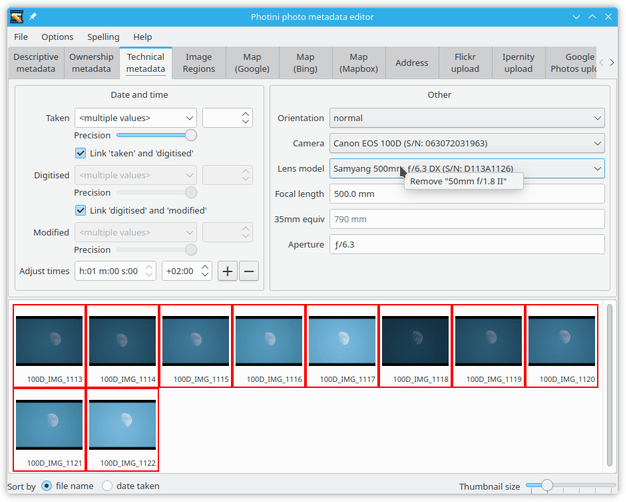 Photini photo metadata editor
File Options Spelling Help
Descriptive metadata
Ownership metadata
Technical metadata
Image Regions
Map (Google)
Map (Bing)
Map (Mapbox)
Address
Flickr upload
Ipernity upload
Google Photos uplo
Date and time
Taken <multiple values>
Precision
Link 'taken' and 'digitised'
Digitised <multiple values>
Precision
Link 'digitised' and 'modified'
Modified <multiple values>
Precision
Adjust times h:01 m:00 s:00 +02:00
Other
Orientation normal
Camera Canon EOS 100D (S/N: 063072031963)
Lens model Samyang 500mm ƒ/6.3 DX (S/N: D113A1126)
Remove "50mm f/1.8 II"
Focal length 500.0 mm
35mm equiv 790 mm
Aperture ƒ/6.3
100D_IMG_1113 100D_IMG_1114 100D_IMG_1115 100D_IMG_1116 100D_IMG_1117 100D_IMG_1118 100D_IMG_1119 100D_IMG_1120
100D_IMG_1121 100D_IMG_1122
Sort by file name date taken Thumbnail size